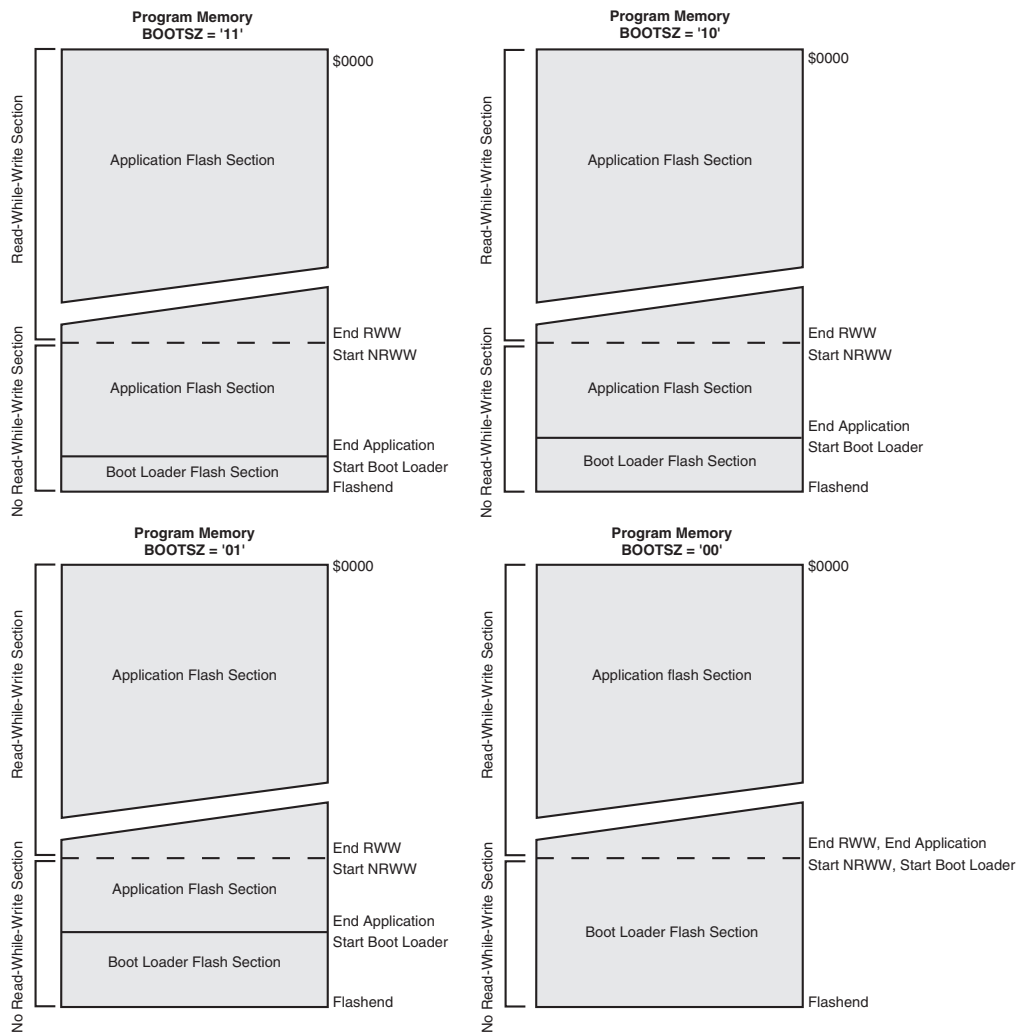 Program Memory
BOOTSZ = '11'
$0000
Read-While-Write Section
Application Flash Section
End RWW
Start NRWW
No Read-While-Write Section
Application Flash Section
End Application
Start Boot Loader
Boot Loader Flash Section
Flashend
Program Memory
BOOTSZ = '10'
$0000
Read-While-Write Section
Application Flash Section
End RWW
Start NRWW
No Read-While-Write Section
Application Flash Section
End Application
Start Boot Loader
Boot Loader Flash Section
Flashend
Program Memory
BOOTSZ = '01'
$0000
Read-While-Write Section
Application Flash Section
End RWW
Start NRWW
No Read-While-Write Section
Application Flash Section
End Application
Start Boot Loader
Boot Loader Flash Section
Flashend
Program Memory
BOOTSZ = '00'
$0000
Read-While-Write Section
Application flash Section
End RWW, End Application
Start NRWW, Start Boot Loader
No Read-While-Write Section
Boot Loader Flash Section
Flashend